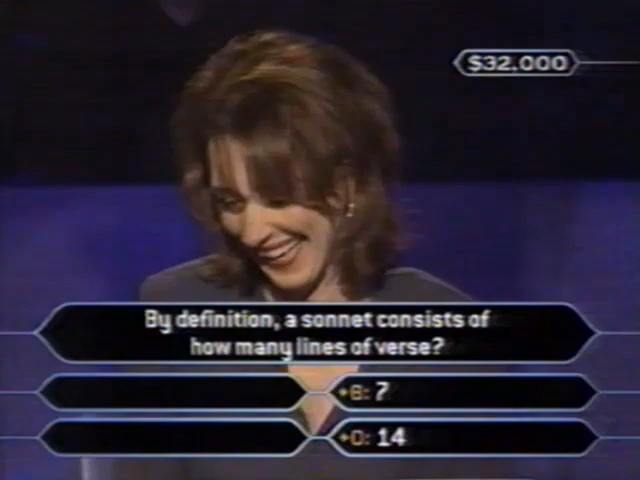 $32,000
By definition, a sonnet consists of
how many lines of verse?
B: 7
D: 14